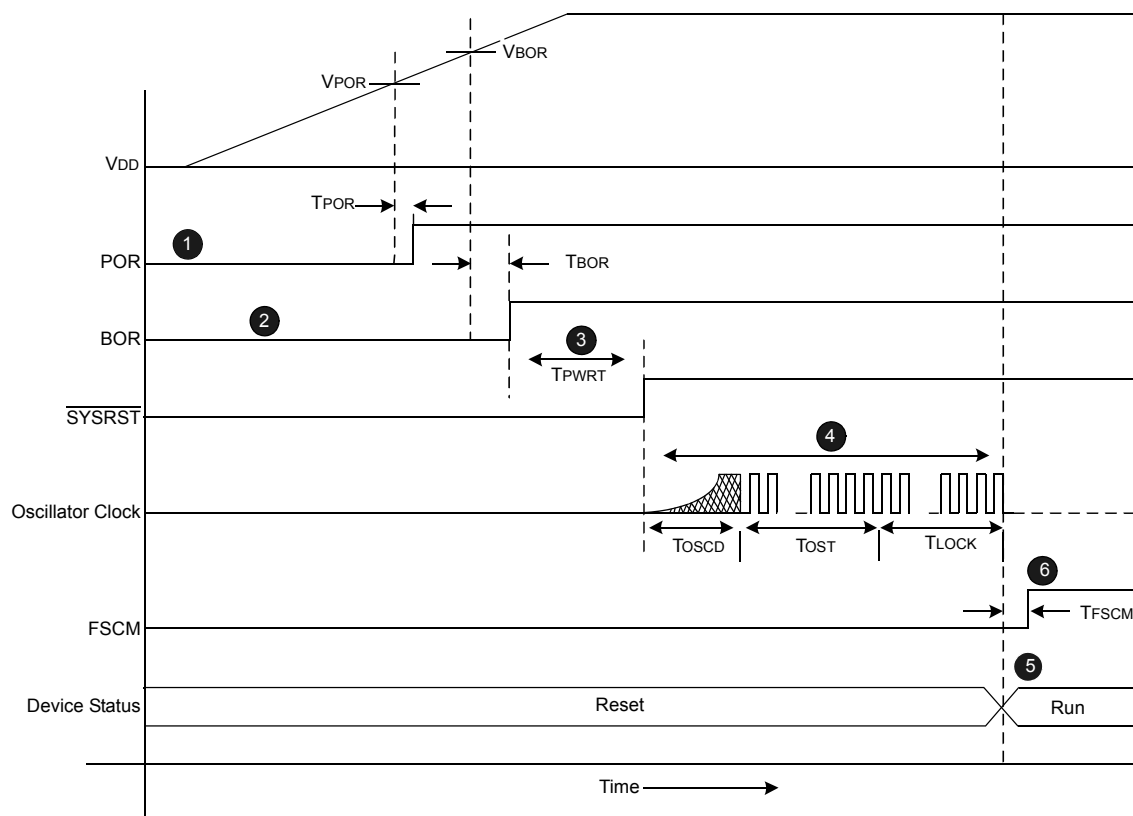 VBOR
VPOR
VDD
TPOR
1
POR
TBOR
2
BOR
3
TPWRT
SYSRST
4
Oscillator Clock
TOSCD
TOST
TLOCK
6
TFSCM
FSCM
5
Device Status
Reset
Run
Time